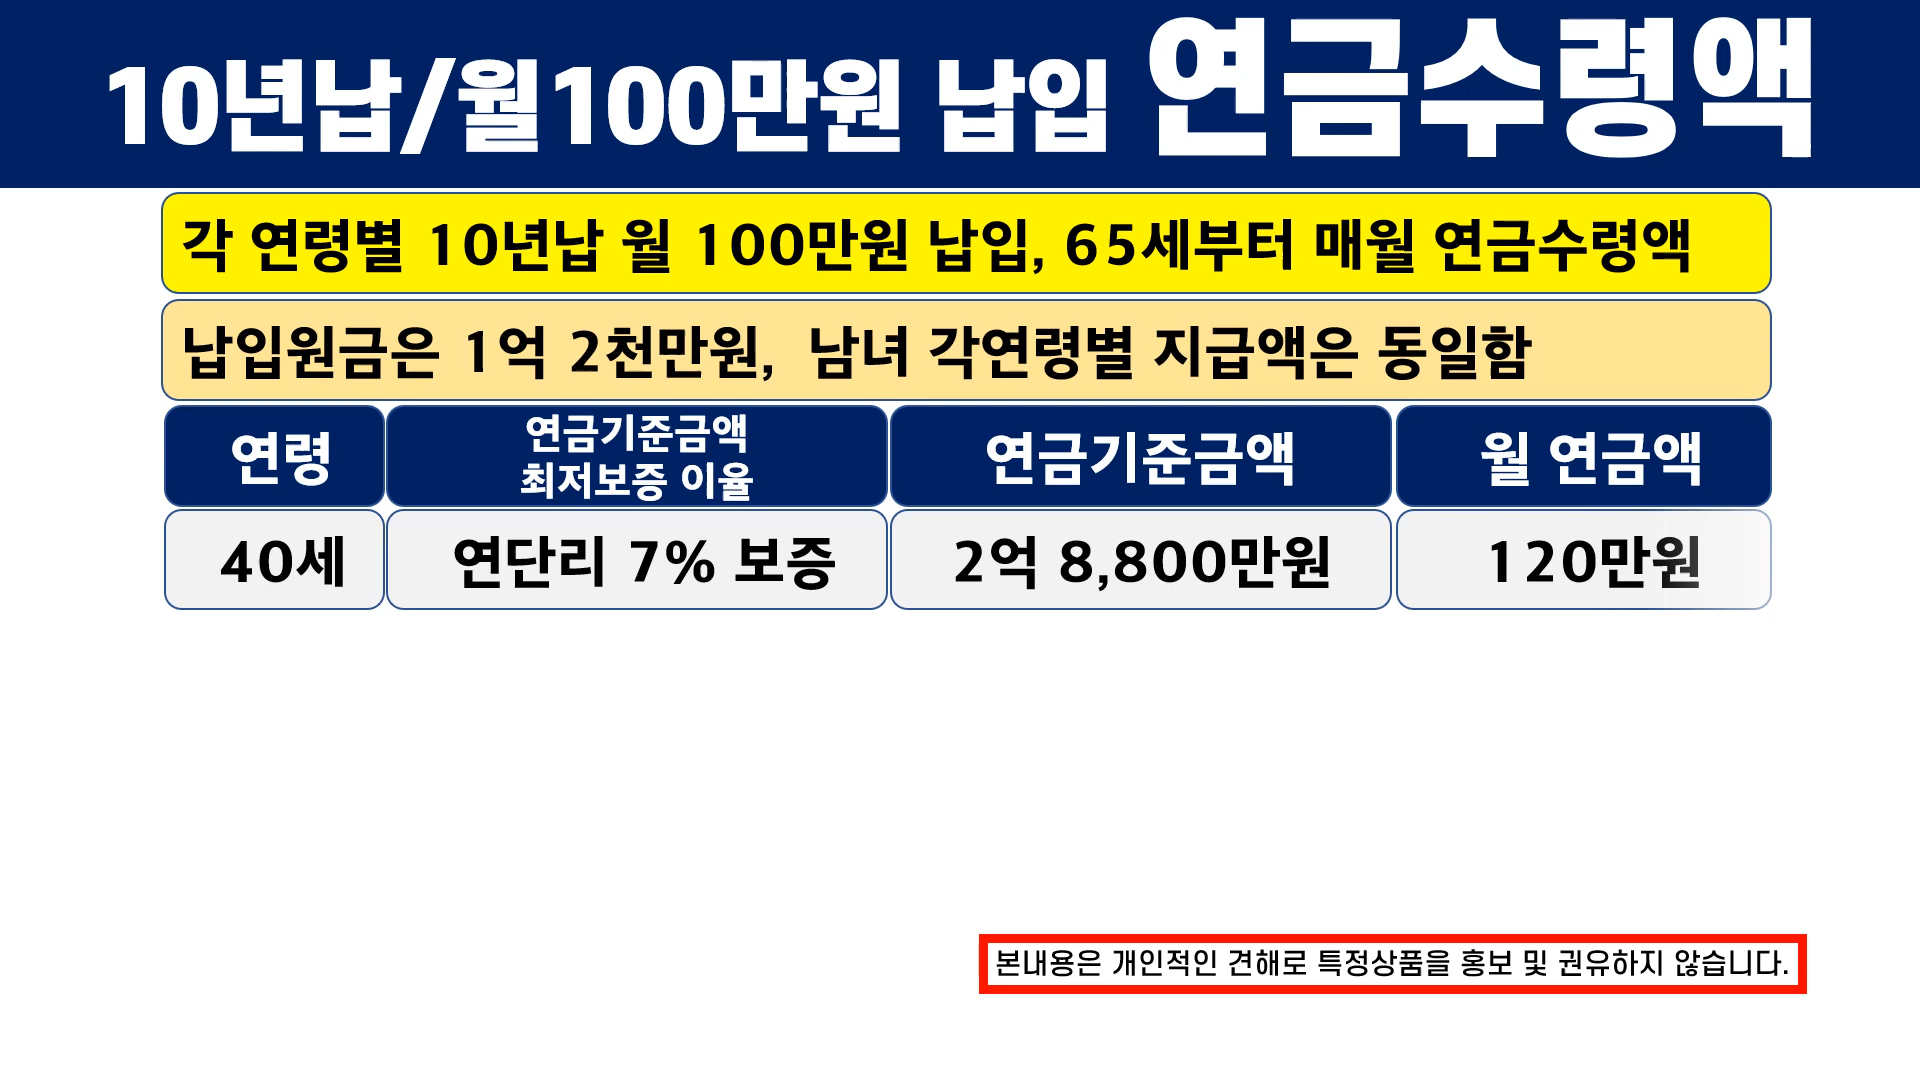 10년납/월100만원 납입 연금수령액
각 연령별 10년납 월 100만원 납입, 65세부터 매월 연금수령액
납입원금은 1억 2천만원, 남녀 각연령별 지급액은 동일함
연령
연금기준금액
최저보증 이율
연금기준금액
월 연금액
40세
연단리 7% 보증
2억 8,800만원
120만원
본내용은 개인적인 견해로 특정상품을 홍보 및 권유하지 않습니다.